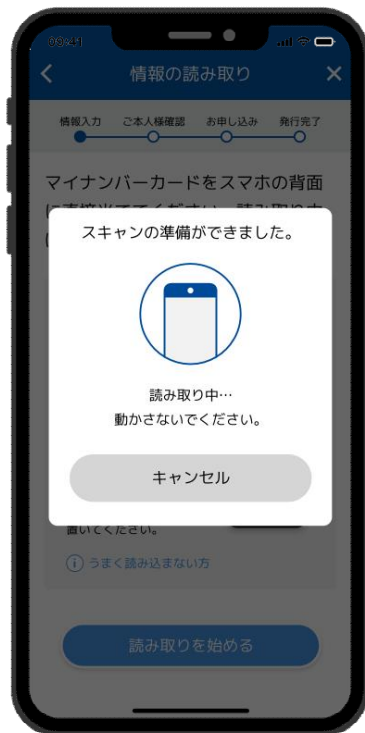 09:41
情報の読み取り
情報入力 ご本人様確認 お申し込み 発行完了
マイナンバーカードをスマホの背面
スキャンの準備ができました。
読み取り中…
動かさないでください。
キャンセル
置いてください。
うまく読み込まない方
読み取りを始める